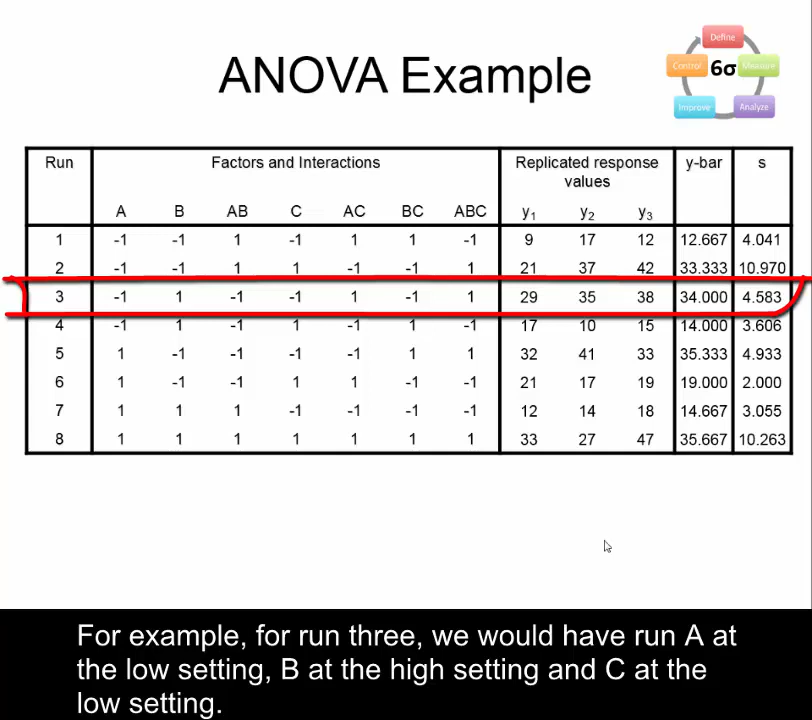 ANOVA Example
Define
Control 6σ Measure
Improve Analyze
Run Factors and Interactions Replicated response values y-bar s
A B AB C AC BC ABC y₁ y₂ y₃
1 -1 -1 1 -1 1 1 -1 9 17 12 12.667 4.041
2 -1 -1 1 1 -1 -1 1 21 37 42 33.333 10.970
3 -1 1 -1 -1 1 -1 1 29 35 38 34.000 4.583
4 -1 1 -1 1 -1 1 -1 17 10 15 14.000 3.606
5 1 -1 -1 -1 -1 1 1 32 41 33 35.333 4.933
6 1 -1 -1 1 1 -1 -1 21 17 19 19.000 2.000
7 1 1 1 -1 -1 -1 -1 12 14 18 14.667 3.055
8 1 1 1 1 1 1 1 33 27 47 35.667 10.263
For example, for run three, we would have run A at
the low setting, B at the high setting and C at the
low setting.